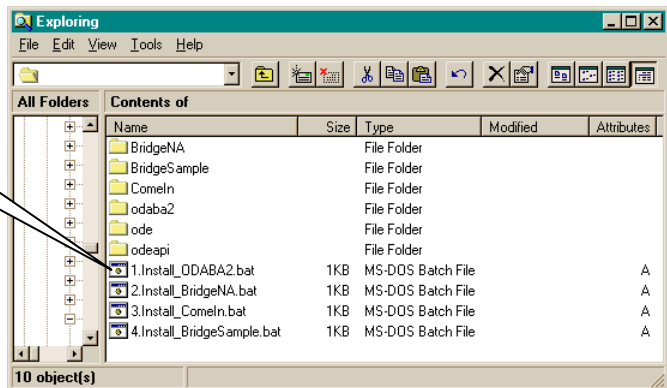 Exploring
File Edit View Tools Help
All Folders Contents of
Name Size Type Modified Attributes
BridgeNA File Folder
BridgeSample File Folder
ComeIn File Folder
odaba2 File Folder
ode File Folder
odeapi File Folder
1.Install_ODABA2.bat 1KB MS-DOS Batch File A
2.Install_BridgeNA.bat 1KB MS-DOS Batch File A
3.Install_ComeIn.bat 1KB MS-DOS Batch File A
4.Install_BridgeSample.bat 1KB MS-DOS Batch File A
10 object(s)